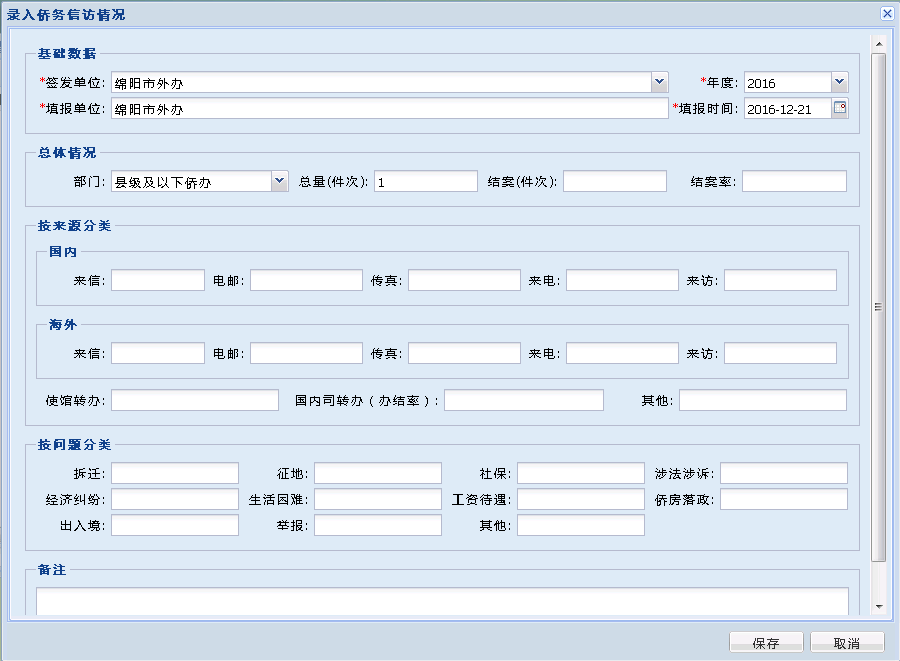 录入侨务信访情况
基础数据
*签发单位: 绵阳市外办 *年度: 2016
*填报单位: 绵阳市外办 *填报时间: 2016-12-21
总体情况
部门: 县级及以下侨办 总量(件次): 1 结案(件次): 结案率:
按来源分类
国内
来信: 电邮: 传真: 来电: 来访:
海外
来信: 电邮: 传真: 来电: 来访:
使馆转办: 国内司转办(办结率): 其他:
按问题分类
拆迁: 征地: 社保: 涉法涉诉:
经济纠纷: 生活困难: 工资待遇: 侨房落政:
出入境: 举报: 其他:
备注
保存 取消